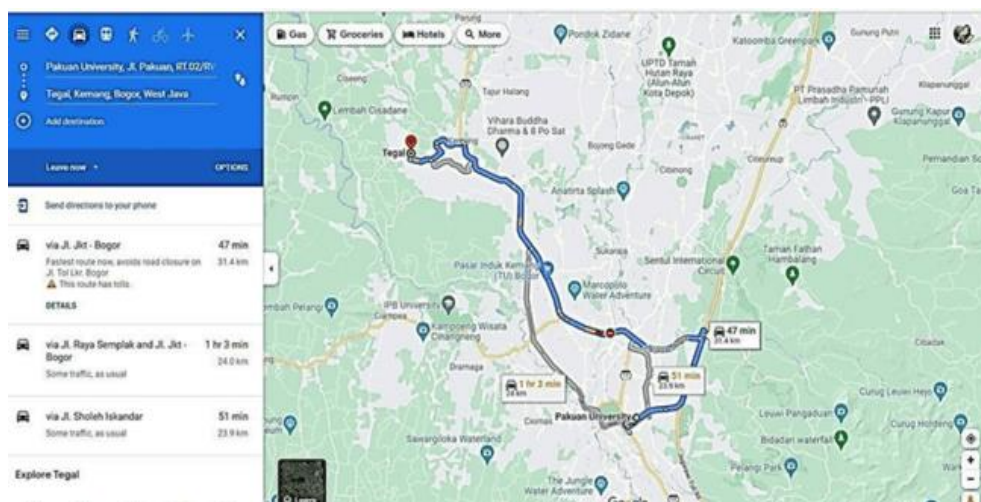 Gas
Groceries
Hotels
More
Pakuan University, Jl. Pakuan, RT.02/RV
Tegal, Kemang, Bogor, West Java
Add destination
Leave now
OPTIONS
Send directions to your phone
via Jl. Jkt - Bogor 47 min
Fastest route now, avoids road closure on 31.4 km
Jl. Tol Lkr. Bogor
This route has tolls.
DETAILS
via Jl. Raya Semplak and Jl. Jkt - 1 hr 3 min
Bogor 24.0 km
Some traffic, as usual
via Jl. Sholeh Iskandar 51 min
Some traffic, as usual 23.9 km
Explore Tegal
Parung
Pondok Zidane
Katoomba Greenpark
Gunung Putri
UPTD Taman
Hutan Raya
(Alun-Alun
Kota Depok)
Ciseeng
Rumpin
Tajur Halang
Lembah Cisadane
PT Prasadha Pamunah
Limbah Industri - PPLI
Gunung Kapur
Klapanunggal
Klapanunggal
Vihara Buddha
Dharma & 8 Po Sat
Tegal
Kemang
Bojong Gede
Citeureup
Cibinong
Anatirta Splash
Goa
Sukaraja
Taman Fathan
Hambalang
Sentul International
Circuit
Pasar Induk Kemang
(TU) Bogor
Marcopolo
Water Adventure
IPB University
Ciampea
Kampoeng Wisata
Cinangneng
47 min
31.4 km
Cibadak
Dramaga
1 hr 3 min
24 km
51 min
23.9 km
Curug Leuwi Hejo
Pakuan University
Ciomas
Leuwi Pangaduan
Curug Hordeng
Bidadari waterfall
Sawargiloka Waterland
Pelangi Park
The Jungle
Water Adventure
Google
Layers